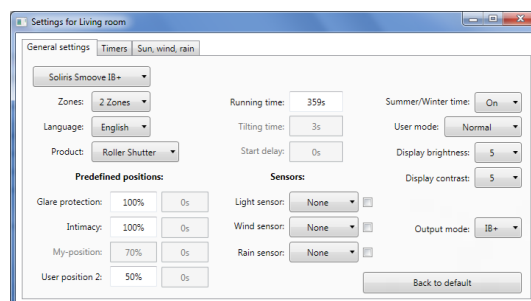 Settings for Living room
General settings Timers Sun, wind, rain
Soliris Smoove IB+
Zones: 2 Zones Running time: 359s Summer/Winter time: On
Language: English Tilting time: 3s User mode: Normal
Product: Roller Shutter Start delay: 0s Display brightness: 5
Predefined positions: Sensors: Display contrast: 5
Glare protection: 100% 0s Light sensor: None
Intimacy: 100% 0s Wind sensor: None Output mode: IB+
My-position: 70% 0s Rain sensor: None
User position 2: 50% 0s Back to default